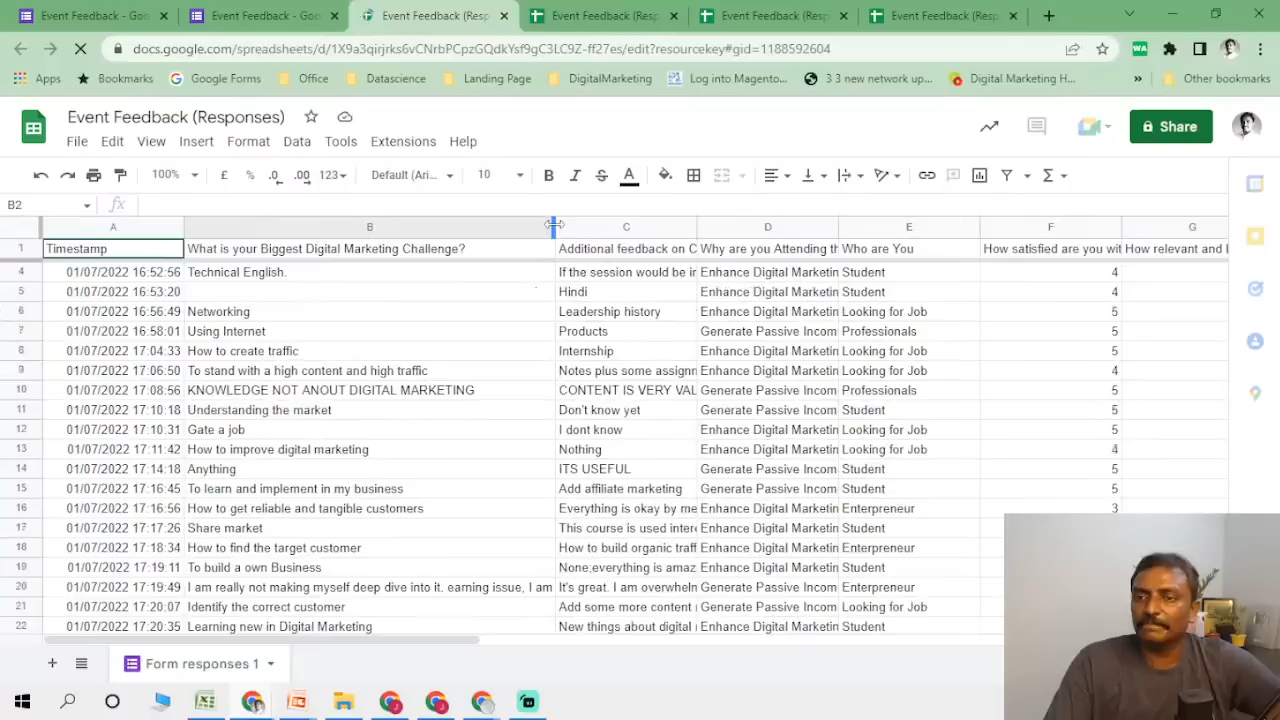 Event Feedback - Goo
Event Feedback - Goo
Event Feedback (Resp
Event Feedback (Resp
Event Feedback (Resp
Event Feedback (Resp
docs.google.com/spreadsheets/d/1X9a3qirjrks6vCNrbPCpzGQdkYsf9gC3LC9Z-ff27es/edit?resourcekey#gid=1188592604
WA
Apps
Bookmarks
Google Forms
Office
Datascience
Landing Page
DigitalMarketing
Log into Magento...
3 3 new network up...
Digital Marketing H...
»
Other bookmarks
Event Feedback (Responses)
File Edit View Insert Format Data Tools Extensions Help
Share
100% £ % .0 .00 123 Default (Ari... 10 B I S A Σ
B2 fx
A B C D E F G
1 Timestamp What is your Biggest Digital Marketing Challenge? Additional feedback on C Why are you Attending th Who are You How satisfied are you wit How relevant and
4 01/07/2022 16:52:56 Technical English. If the session would be in Enhance Digital Marketin Student 4
5 01/07/2022 16:53:20 Hindi Enhance Digital Marketin Student 4
6 01/07/2022 16:56:49 Networking Leadership history Enhance Digital Marketin Looking for Job 5
7 01/07/2022 16:58:01 Using Internet Products Generate Passive Incom Professionals 5
8 01/07/2022 17:04:33 How to create traffic Internship Enhance Digital Marketin Looking for Job 5
9 01/07/2022 17:06:50 To stand with a high content and high traffic Notes plus some assignm Enhance Digital Marketin Looking for Job 4
10 01/07/2022 17:08:56 KNOWLEDGE NOT ANOUT DIGITAL MARKETING CONTENT IS VERY VAL Generate Passive Incom Professionals 5
11 01/07/2022 17:10:18 Understanding the market Don't know yet Generate Passive Incom Student 5
12 01/07/2022 17:10:31 Gate a job I dont know Enhance Digital Marketin Looking for Job 5
13 01/07/2022 17:11:42 How to improve digital marketing Nothing Enhance Digital Marketin Looking for Job 4
14 01/07/2022 17:14:18 Anything ITS USEFUL Generate Passive Incom Student 5
15 01/07/2022 17:16:45 To learn and implement in my business Add affiliate marketing Generate Passive Incom Student 5
16 01/07/2022 17:16:56 How to get reliable and tangible customers Everything is okay by me Enhance Digital Marketin Enterpreneur 3
17 01/07/2022 17:17:26 Share market This course is used inter Enhance Digital Marketin Student
18 01/07/2022 17:18:34 How to find the target customer How to build organic traff Enhance Digital Marketin Enterpreneur
19 01/07/2022 17:19:11 To build a own Business None,everything is amaz Enhance Digital Marketin Student
20 01/07/2022 17:19:49 I am really not making myself deep dive into it. earning issue, I am It's great. I am overwhelm Generate Passive Incom Enterpreneur
21 01/07/2022 17:20:07 Identify the correct customer Add some more content Generate Passive Incom Looking for Job
22 01/07/2022 17:20:35 Learning new in Digital Marketing New things about digital Enhance Digital Marketin Student
Form responses 1